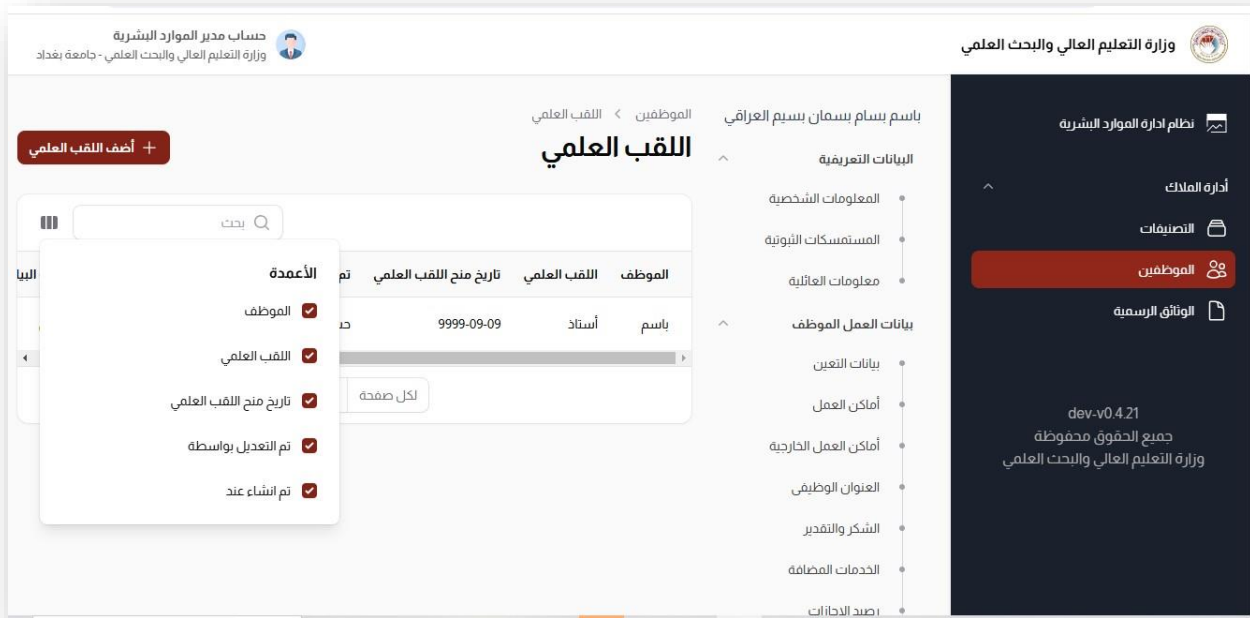 وزارة التعليم العالي والبحث العلمي
حساب مدير الموارد البشرية
وزارة التعليم العالي والبحث العلمي - جامعة بغداد
نظام ادارة الموارد البشرية
أدارة الملاك
التصنيفات
الموظفين
الوثائق الرسمية
dev-v0.4.21
جميع الحقوق محفوظة
وزارة التعليم العالي والبحث العلمي
باسم بسام بسمان بسيم العراقي
البيانات التعريفية
المعلومات الشخصية
المستمسكات الثبوتية
معلومات العائلية
بيانات العمل الموظف
بيانات التعين
أماكن العمل
أماكن العمل الخارجية
العنوان الوظيفي
الشكر والتقدير
الخدمات المضافة
رصيد الاجازات
الموظفين > اللقب العلمي
اللقب العلمي
+ أضف اللقب العلمي
بحث
الموظف اللقب العلمي تاريخ منح اللقب العلمي تم
باسم أستاذ 9999-09-09
لكل صفحة
الأعمدة
الموظف
اللقب العلمي
تاريخ منح اللقب العلمي
تم التعديل بواسطة
تم انشاء عند